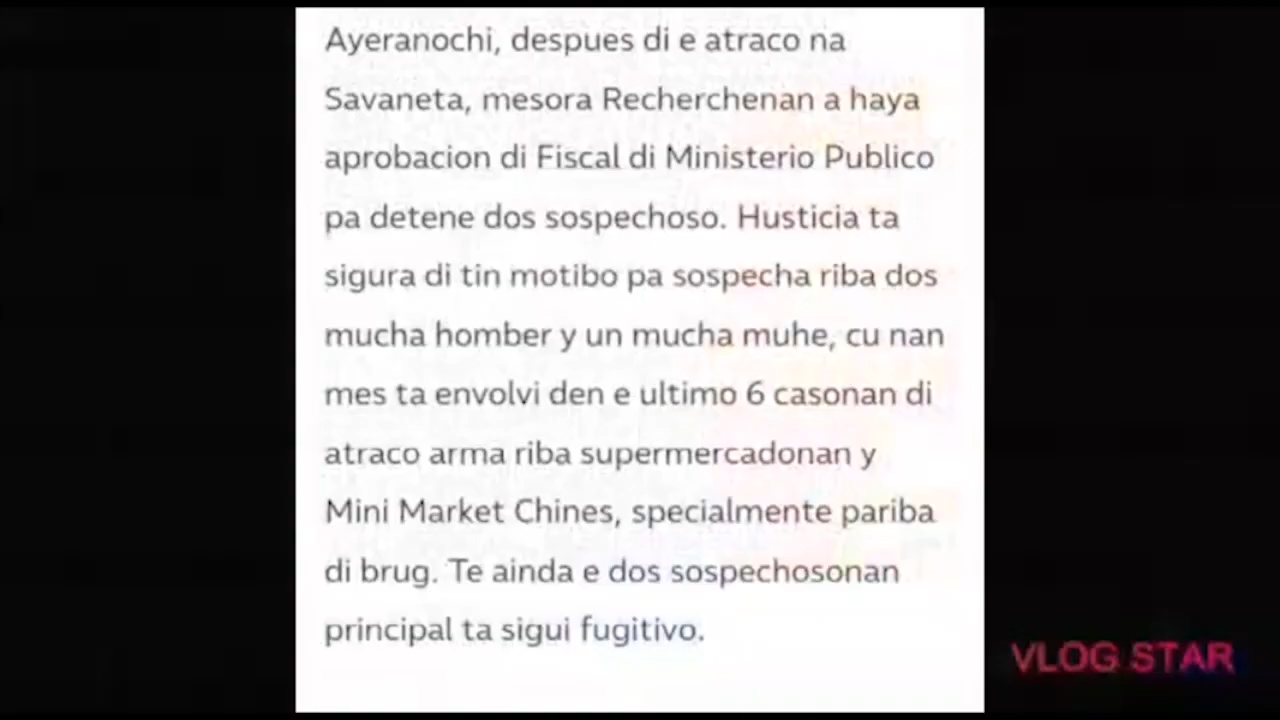 Ayeranochi, despues di e atraco na
Savaneta, mesora Recherchenan a haya
aprobacion di Fiscal di Ministerio Publico
pa detene dos sospechoso. Husticia ta
sigura di tin motibo pa sospecha riba dos
mucha homber y un mucha muhe, cu nan
mes ta envolvi den e ultimo 6 casonan di
atraco arma riba supermercadonan y
Mini Market Chines, specialmente pariba
di brug. Te ainda e dos sospechosonan
principal ta sigui fugitivo.
VLOG STAR